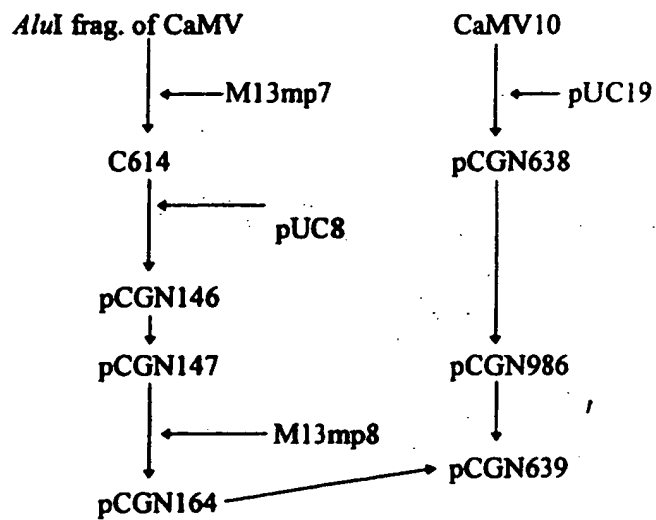 AluI frag. of CaMV
CaMV10
M13mp7
pUC19
C614
pCGN638
pUC8
pCGN146
pCGN147
pCGN986
M13mp8
pCGN639
pCGN164